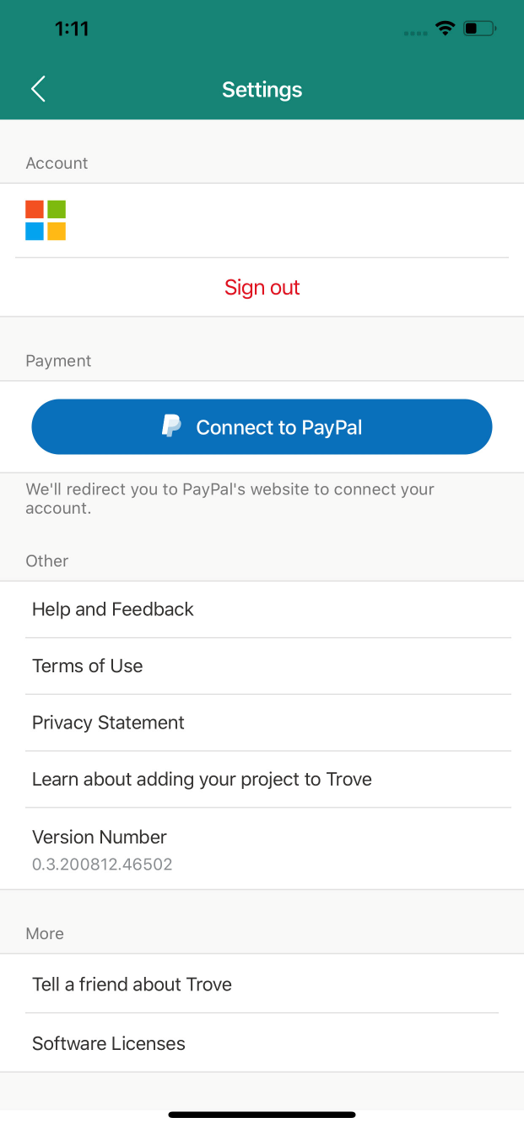 1:11
Settings
Account
Sign out
Payment
Connect to PayPal
We'll redirect you to PayPal's website to connect your
account.
Other
Help and Feedback
Terms of Use
Privacy Statement
Learn about adding your project to Trove
Version Number
0.3.200812.46502
More
Tell a friend about Trove
Software Licenses